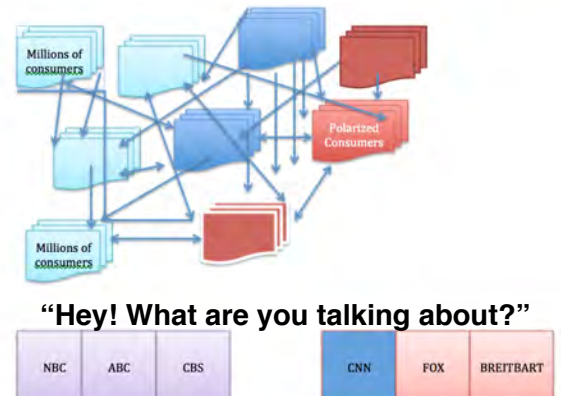 Millions of
consumers
Polarized
Consumers
Millions of
consumers
“Hey! What are you talking about?”
NBC ABC CBS CNN FOX BREITBART